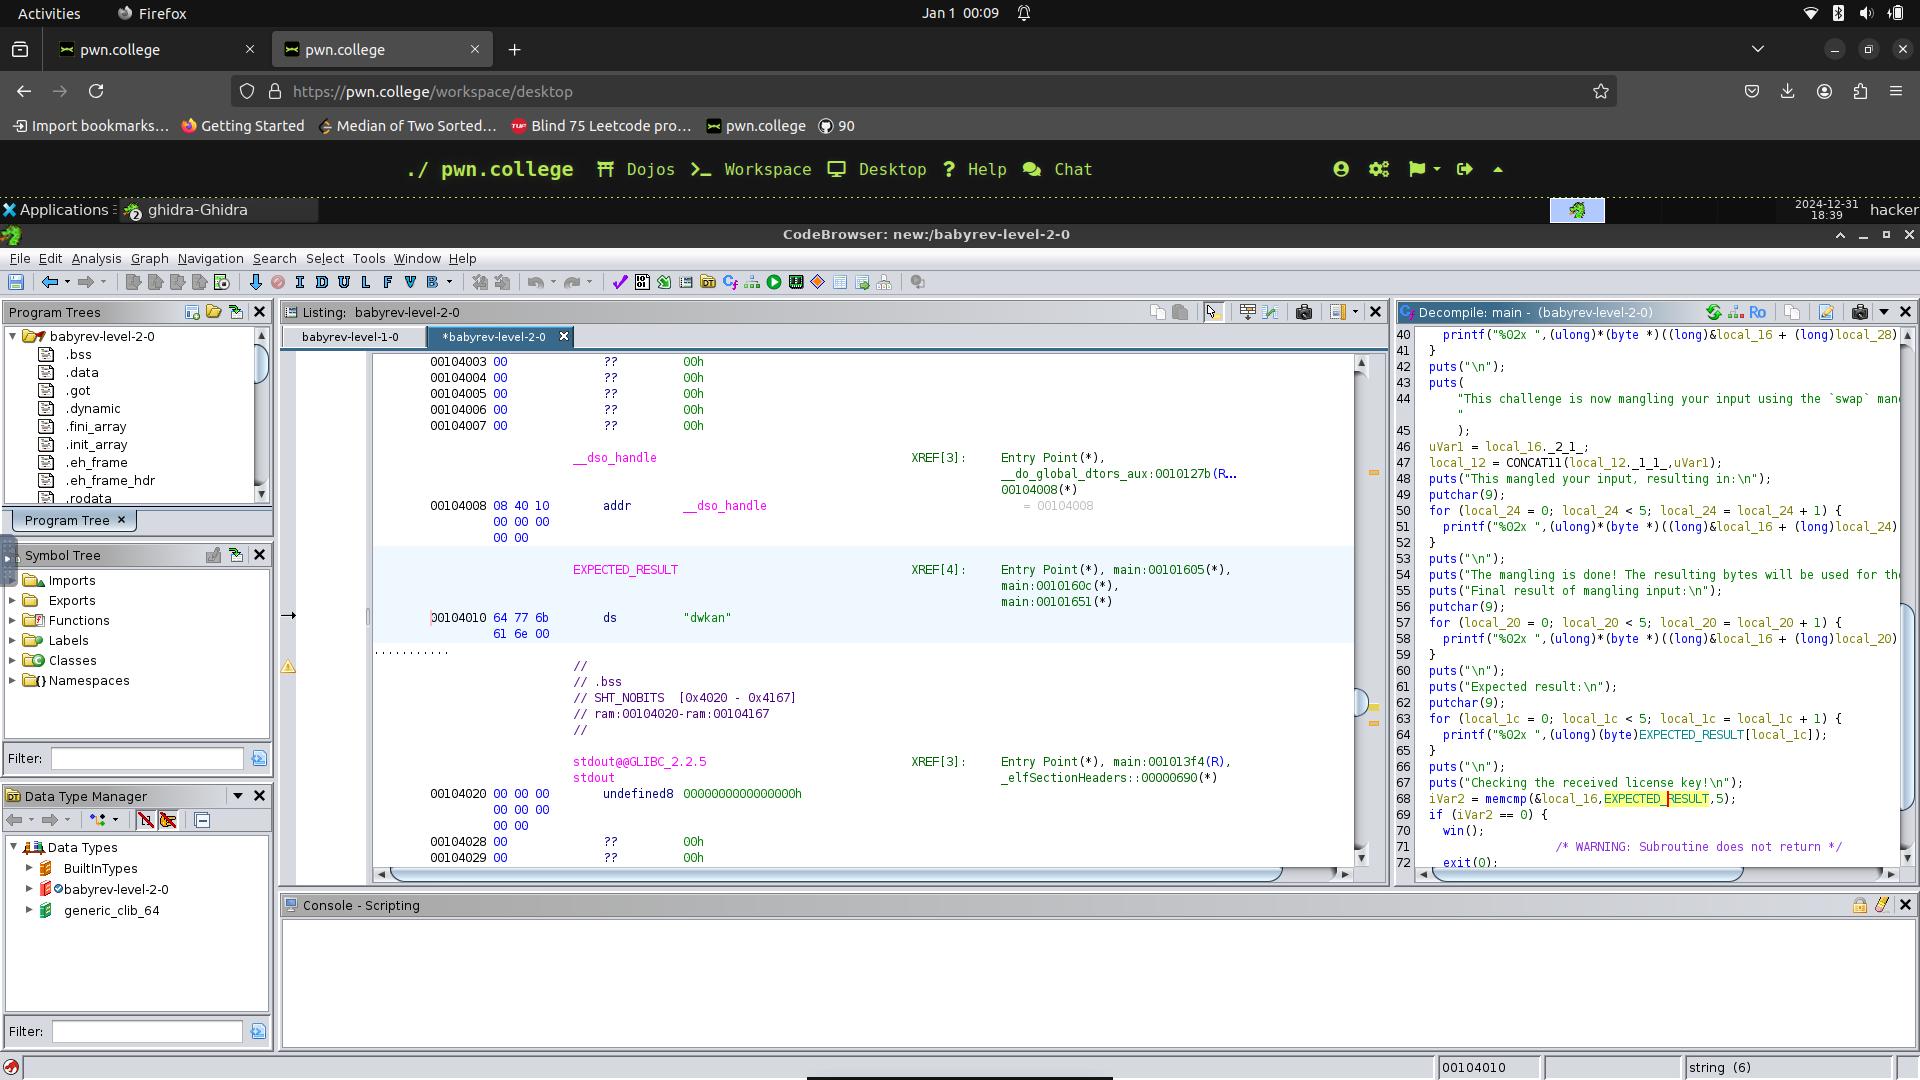 Activities
Firefox
Jan 1 00:09
pwn.college
pwn.college
https://pwn.college/workspace/desktop
Import bookmarks…
Getting Started
Median of Two Sorted…
Blind 75 Leetcode pro…
pwn.college
90
./ pwn.college
Dojos
Workspace
Desktop
Help
Chat
Applications
ghidra-Ghidra
2024-12-31
18:39
hacker
CodeBrowser: new:/babyrev-level-2-0
File Edit Analysis Graph Navigation Search Select Tools Window Help
I D U L F V B
Program Trees
babyrev-level-2-0
.bss
.data
.got
.dynamic
.fini_array
.init_array
.eh_frame
.eh_frame_hdr
.rodata
Program Tree
Symbol Tree
Imports
Exports
Functions
Labels
Classes
Namespaces
Filter:
Data Type Manager
Data Types
BuiltInTypes
babyrev-level-2-0
generic_clib_64
Filter:
Listing: babyrev-level-2-0
babyrev-level-1-0
*babyrev-level-2-0
00104003 00 ?? 00h
00104004 00 ?? 00h
00104005 00 ?? 00h
00104006 00 ?? 00h
00104007 00 ?? 00h
__dso_handle XREF[3]: Entry Point(*),
__do_global_dtors_aux:0010127b(R…
00104008(*)
00104008 08 40 10 addr __dso_handle = 00104008
00 00 00
00 00
EXPECTED_RESULT XREF[4]: Entry Point(*), main:00101605(*),
main:0010160c(*),
main:00101651(*)
00104010 64 77 6b ds "dwkan"
61 6e 00
//
// .bss
// SHT_NOBITS [0x4020 - 0x4167]
// ram:00104020-ram:00104167
//
stdout@@GLIBC_2.2.5 XREF[3]: Entry Point(*), main:001013f4(R),
stdout _elfSectionHeaders::00000690(*)
00104020 00 00 00 undefined8 0000000000000000h
00 00 00
00 00
00104028 00 ?? 00h
00104029 00 ?? 00h
Decompile: main - (babyrev-level-2-0)
Ro
40 printf("%02x ",(ulong)*(byte *)((long)&local_16 + (long)local_28)
41 }
42 puts("\n");
43 puts(
44 "This challenge is now mangling your input using the `swap` man
"
45 );
46 uVar1 = local_16._2_1_;
47 local_12 = CONCAT11(local_12._1_1_,uVar1);
48 puts("This mangled your input, resulting in:\n");
49 putchar(9);
50 for (local_24 = 0; local_24 < 5; local_24 = local_24 + 1) {
51 printf("%02x ",(ulong)*(byte *)((long)&local_16 + (long)local_24)
52 }
53 puts("\n");
54 puts("The mangling is done! The resulting bytes will be used for the
55 puts("Final result of mangling input:\n");
56 putchar(9);
57 for (local_20 = 0; local_20 < 5; local_20 = local_20 + 1) {
58 printf("%02x ",(ulong)*(byte *)((long)&local_16 + (long)local_20)
59 }
60 puts("\n");
61 puts("Expected result:\n");
62 putchar(9);
63 for (local_1c = 0; local_1c < 5; local_1c = local_1c + 1) {
64 printf("%02x ",(ulong)(byte)EXPECTED_RESULT[local_1c]);
65 }
66 puts("\n");
67 puts("Checking the received license key!\n");
68 iVar2 = memcmp(&local_16,EXPECTED_RESULT,5);
69 if (iVar2 == 0) {
70 win();
71 /* WARNING: Subroutine does not return */
72 exit(0);
Console - Scripting
00104010
string (6)